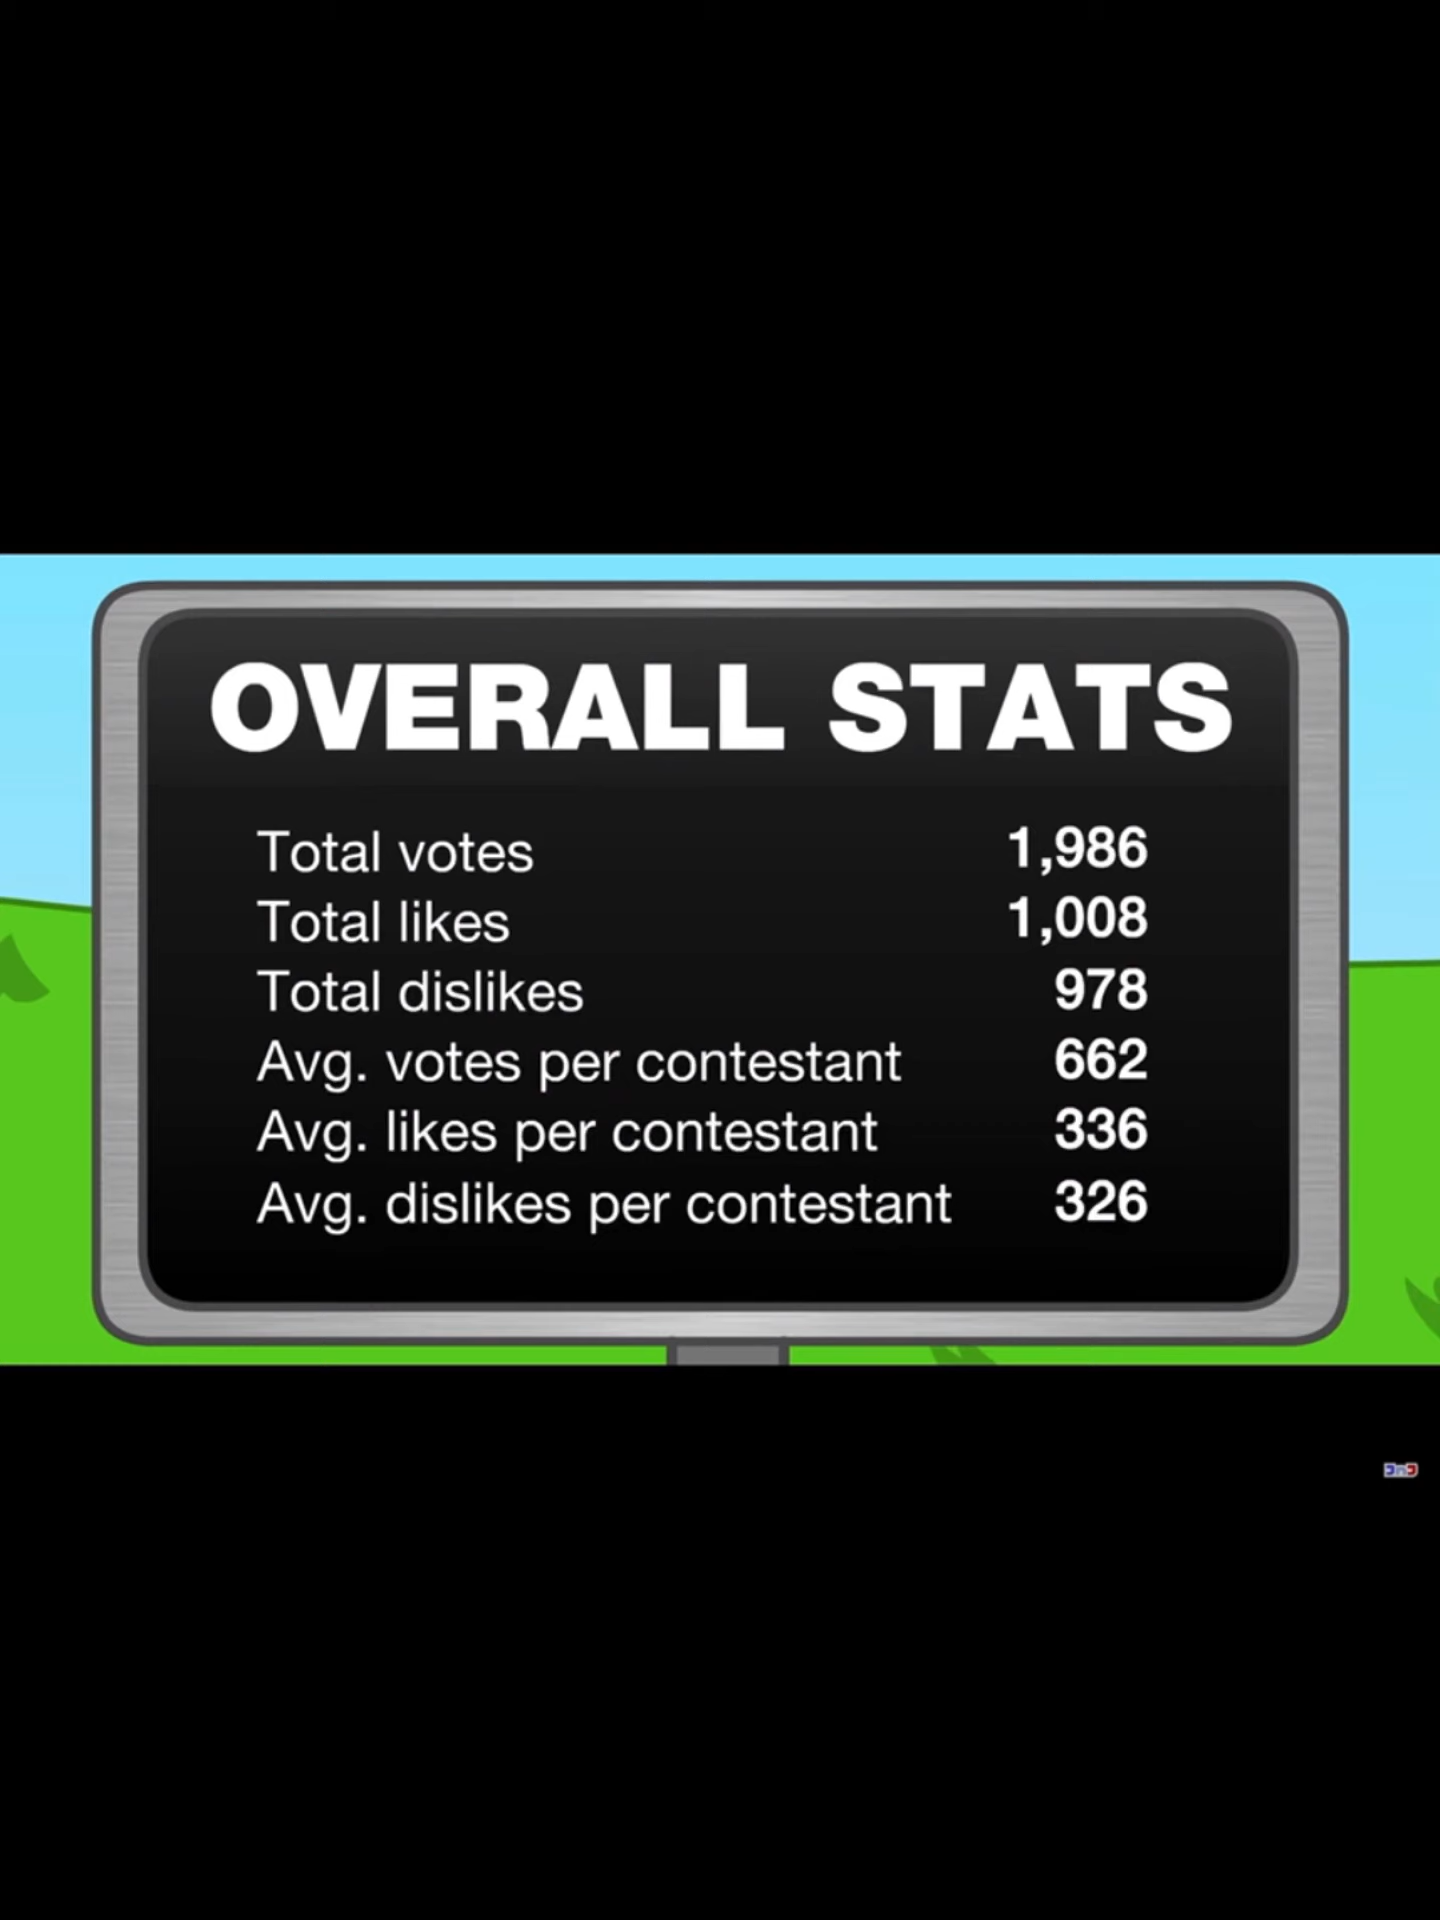 OVERALL STATS
Total votes 1,986
Total likes 1,008
Total dislikes 978
Avg. votes per contestant 662
Avg. likes per contestant 336
Avg. dislikes per contestant 326